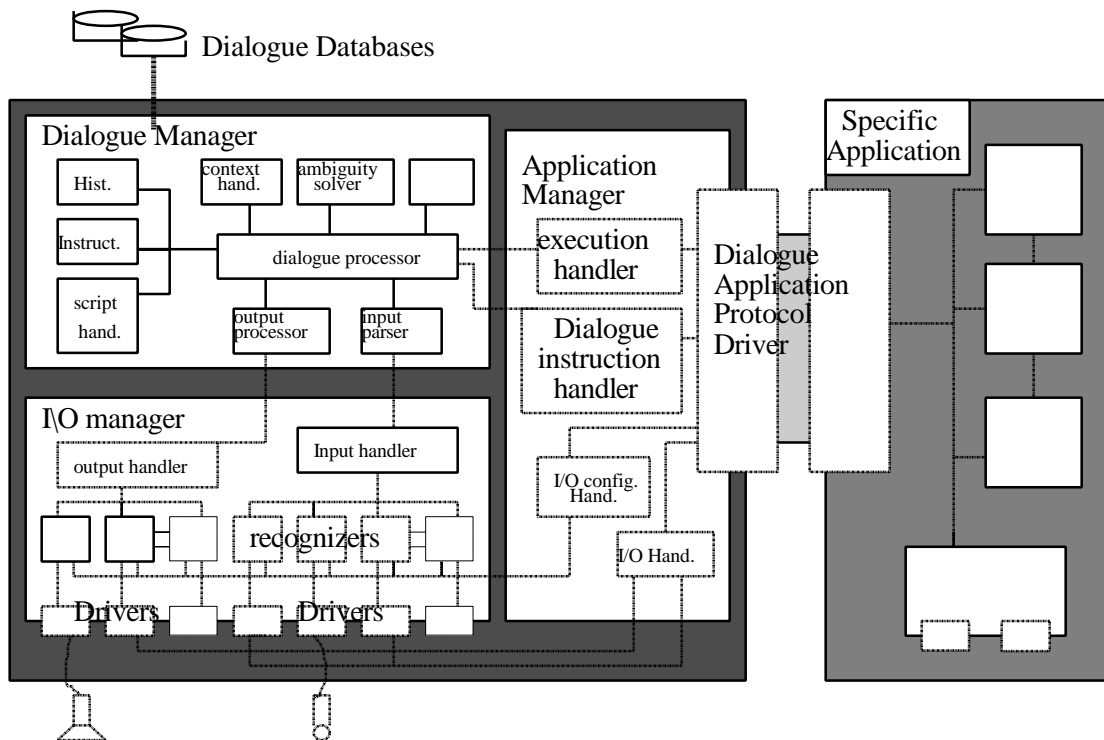 Dialogue Databases
Dialogue Manager
Hist.
context
hand.
ambiguity
solver
Instruct.
dialogue processor
script
hand.
output
processor
input
parser
Application
Manager
execution
handler
Dialogue
instruction
handler
Dialogue
Application
Protocol
Driver
Specific
Application
I\O manager
output handler
Input handler
recognizers
I/O config.
Hand.
I/O Hand.
Drivers
Drivers